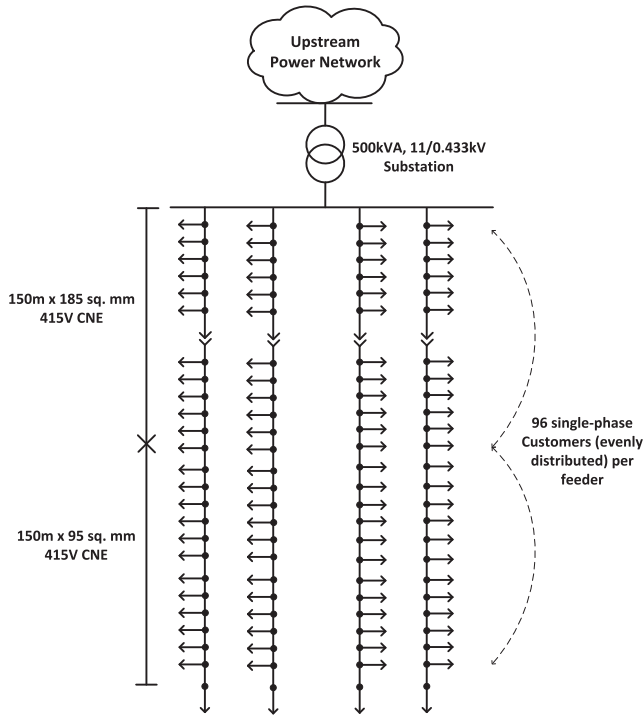 Upstream
Power Network
500kVA, 11/0.433kV
Substation
150m x 185 sq. mm
415V CNE
96 single-phase
Customers (evenly
distributed) per
feeder
150m x 95 sq. mm
415V CNE